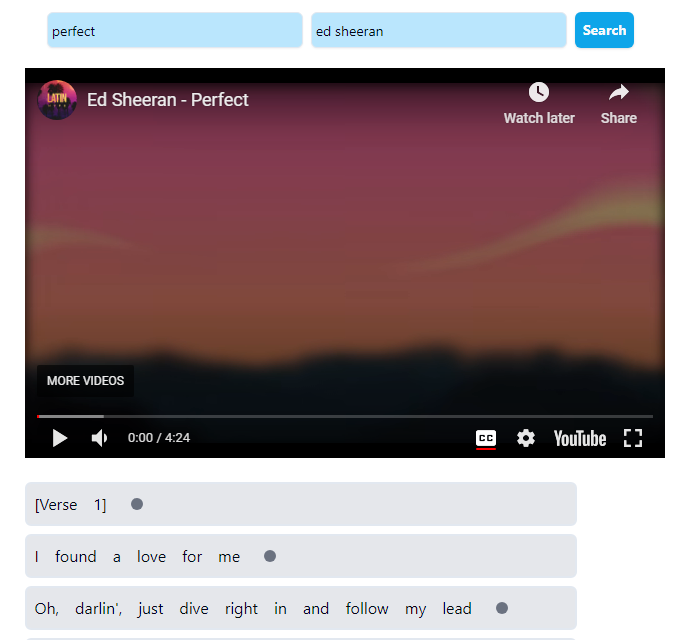 perfect
ed sheeran
Search
LATIN
Ed Sheeran - Perfect
Watch later
Share
MORE VIDEOS
0:00 / 4:24
CC
YouTube
[Verse 1]
I found a love for me
Oh, darlin', just dive right in and follow my lead